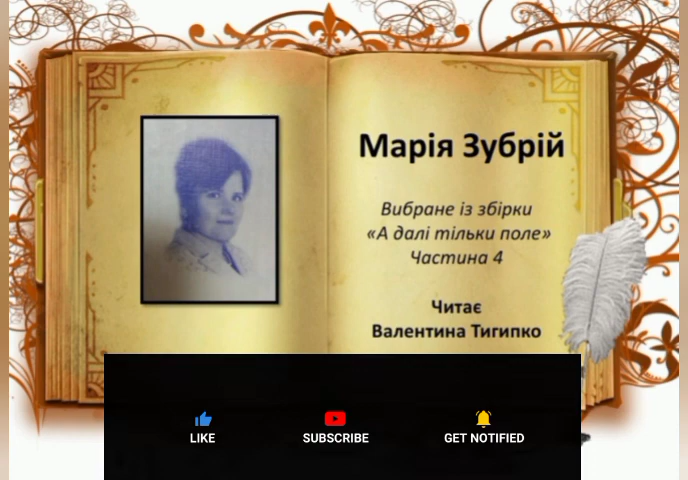 Марія Зубрій
Вибране із збірки
«А далі тільки поле»
Частина 4
Читає
Валентина Тигипко
LIKE
SUBSCRIBE
GET NOTIFIED